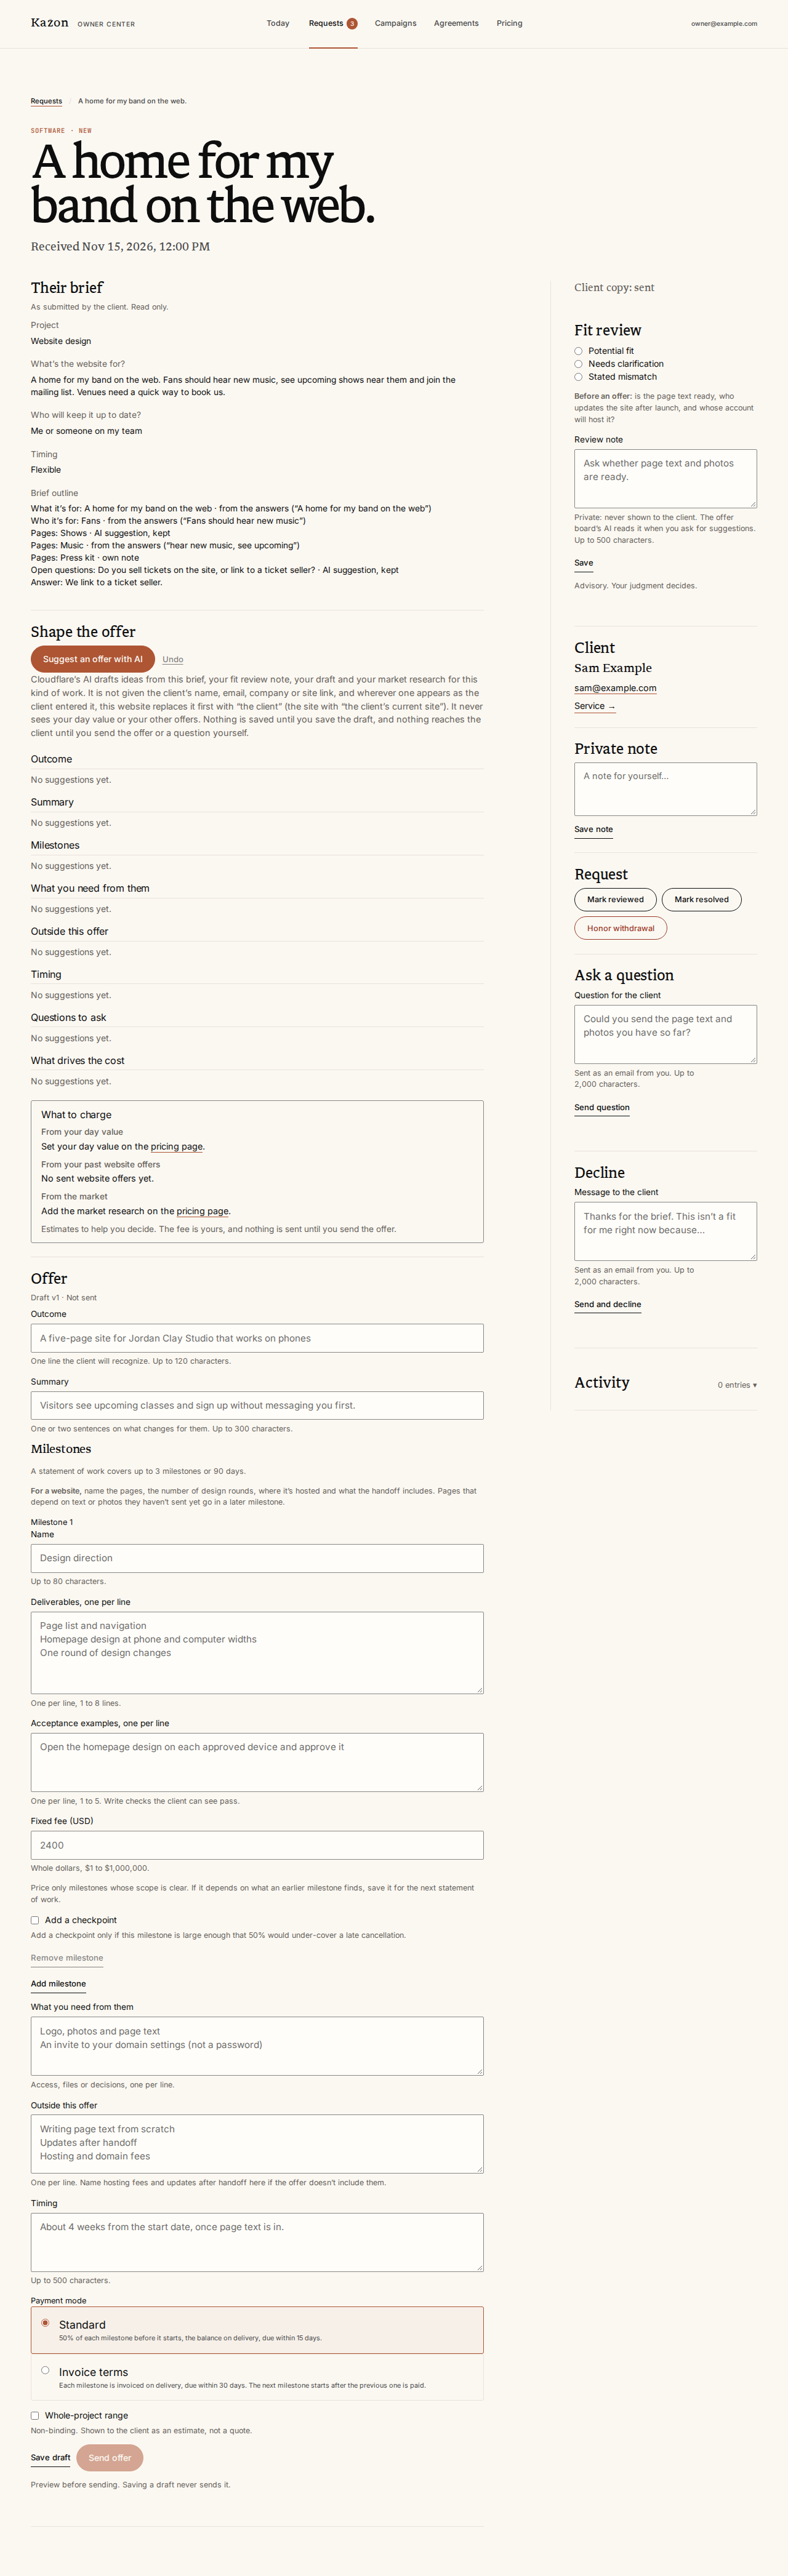 Kazon OWNER CENTER
Today
Requests 3
Campaigns
Agreements
Pricing
owner@example.com
Requests / A home for my band on the web.
SOFTWARE · NEW
A home for my
band on the web.
Received Nov 15, 2026, 12:00 PM
Their brief
As submitted by the client. Read only.
Project
Website design
What's the website for?
A home for my band on the web. Fans should hear new music, see upcoming shows near them and join the
mailing list. Venues need a quick way to book us.
Who will keep it up to date?
Me or someone on my team
Timing
Flexible
Brief outline
What it's for: A home for my band on the web · from the answers (“A home for my band on the web”)
Who it's for: Fans · from the answers (“Fans should hear new music”)
Pages: Shows · AI suggestion, kept
Pages: Music · from the answers (“hear new music, see upcoming”)
Pages: Press kit · own note
Open questions: Do you sell tickets on the site, or link to a ticket seller? · AI suggestion, kept
Answer: We link to a ticket seller.
Shape the offer
Suggest an offer with AI
Undo
Cloudflare's AI drafts ideas from this brief, your fit review note, your draft and your market research for this
kind of work. It is not given the client's name, email, company or site link, and wherever one appears as the
client entered it, this website replaces it first with “the client” (the site with “the client's current site”). It never
sees your day value or your other offers. Nothing is saved until you save the draft, and nothing reaches the
client until you send the offer or a question yourself.
Outcome
No suggestions yet.
Summary
No suggestions yet.
Milestones
No suggestions yet.
What you need from them
No suggestions yet.
Outside this offer
No suggestions yet.
Timing
No suggestions yet.
Questions to ask
No suggestions yet.
What drives the cost
No suggestions yet.
What to charge
From your day value
Set your day value on the pricing page.
From your past website offers
No sent website offers yet.
From the market
Add the market research on the pricing page.
Estimates to help you decide. The fee is yours, and nothing is sent until you send the offer.
Offer
Draft v1 · Not sent
Outcome
A five-page site for Jordan Clay Studio that works on phones
One line the client will recognize. Up to 120 characters.
Summary
Visitors see upcoming classes and sign up without messaging you first.
One or two sentences on what changes for them. Up to 300 characters.
Milestones
A statement of work covers up to 3 milestones or 90 days.
For a website, name the pages, the number of design rounds, where it's hosted and what the handoff includes. Pages that
depend on text or photos they haven't sent yet go in a later milestone.
Milestone 1
Name
Design direction
Up to 80 characters.
Deliverables, one per line
Page list and navigation
Homepage design at phone and computer widths
One round of design changes
One per line, 1 to 8 lines.
Acceptance examples, one per line
Open the homepage design on each approved device and approve it
One per line, 1 to 5. Write checks the client can see pass.
Fixed fee (USD)
2400
Whole dollars, $1 to $1,000,000.
Price only milestones whose scope is clear. If it depends on what an earlier milestone finds, save it for the next statement
of work.
Add a checkpoint
Add a checkpoint only if this milestone is large enough that 50% would under-cover a late cancellation.
Remove milestone
Add milestone
What you need from them
Logo, photos and page text
An invite to your domain settings (not a password)
Access, files or decisions, one per line.
Outside this offer
Writing page text from scratch
Updates after handoff
Hosting and domain fees
One per line. Name hosting fees and updates after handoff here if the offer doesn't include them.
Timing
About 4 weeks from the start date, once page text is in.
Up to 500 characters.
Payment mode
Standard
50% of each milestone before it starts, the balance on delivery, due within 15 days.
Invoice terms
Each milestone is invoiced on delivery, due within 30 days. The next milestone starts after the previous one is paid.
Whole-project range
Non-binding. Shown to the client as an estimate, not a quote.
Save draft
Send offer
Preview before sending. Saving a draft never sends it.
Client copy: sent
Fit review
Potential fit
Needs clarification
Stated mismatch
Before an offer: is the page text ready, who
updates the site after launch, and whose account
will host it?
Review note
Ask whether page text and photos
are ready.
Private: never shown to the client. The offer
board's AI reads it when you ask for suggestions.
Up to 500 characters.
Save
Advisory. Your judgment decides.
Client
Sam Example
sam@example.com
Service →
Private note
A note for yourself…
Save note
Request
Mark reviewed
Mark resolved
Honor withdrawal
Ask a question
Question for the client
Could you send the page text and
photos you have so far?
Sent as an email from you. Up to
2,000 characters.
Send question
Decline
Message to the client
Thanks for the brief. This isn't a fit
for me right now because…
Sent as an email from you. Up to
2,000 characters.
Send and decline
Activity
0 entries ▾